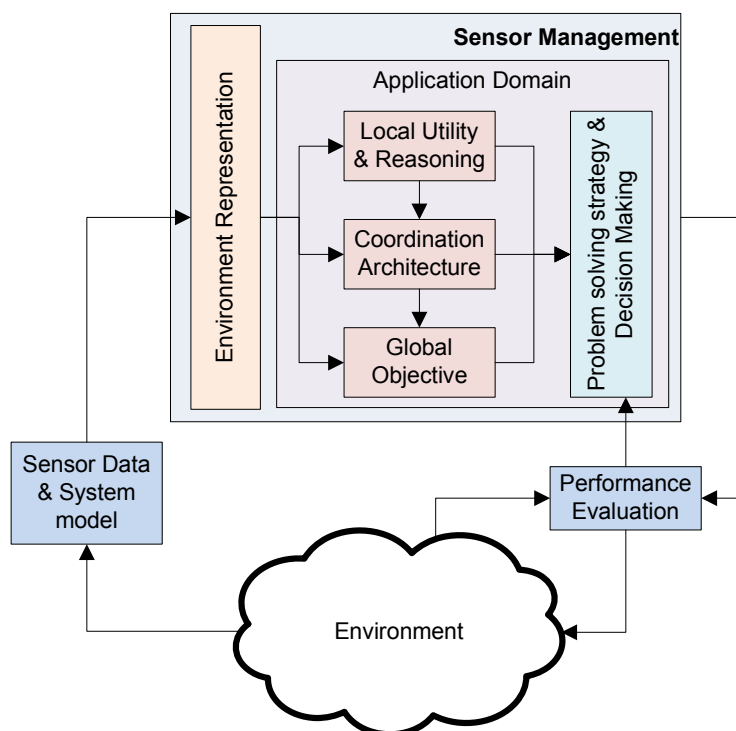 Sensor Management
Application Domain
Environment Representation
Local Utility
& Reasoning
Coordination
Architecture
Global
Objective
Problem solving strategy &
Decision Making
Sensor Data
& System
model
Performance
Evaluation
Environment